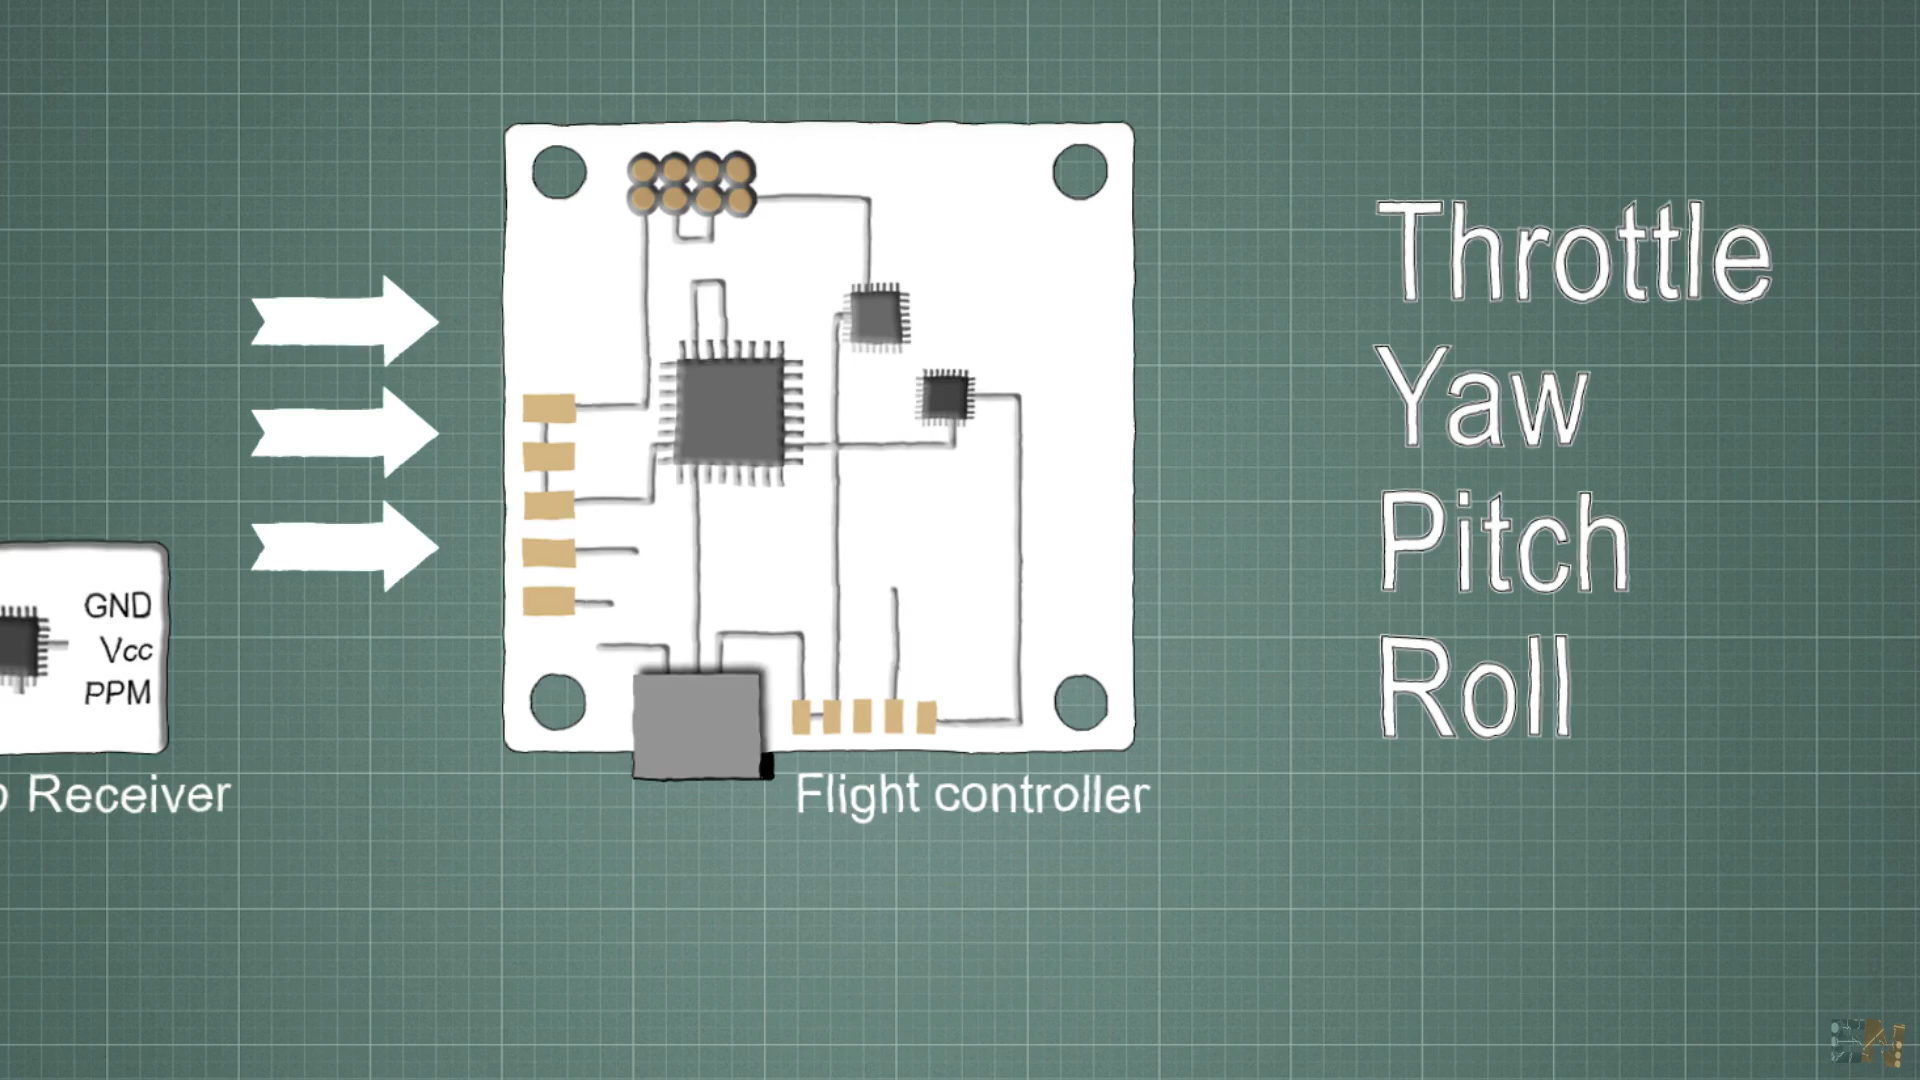 Throttle
Yaw
Pitch
Roll
GND
Vcc
PPM
Receiver
Flight controller